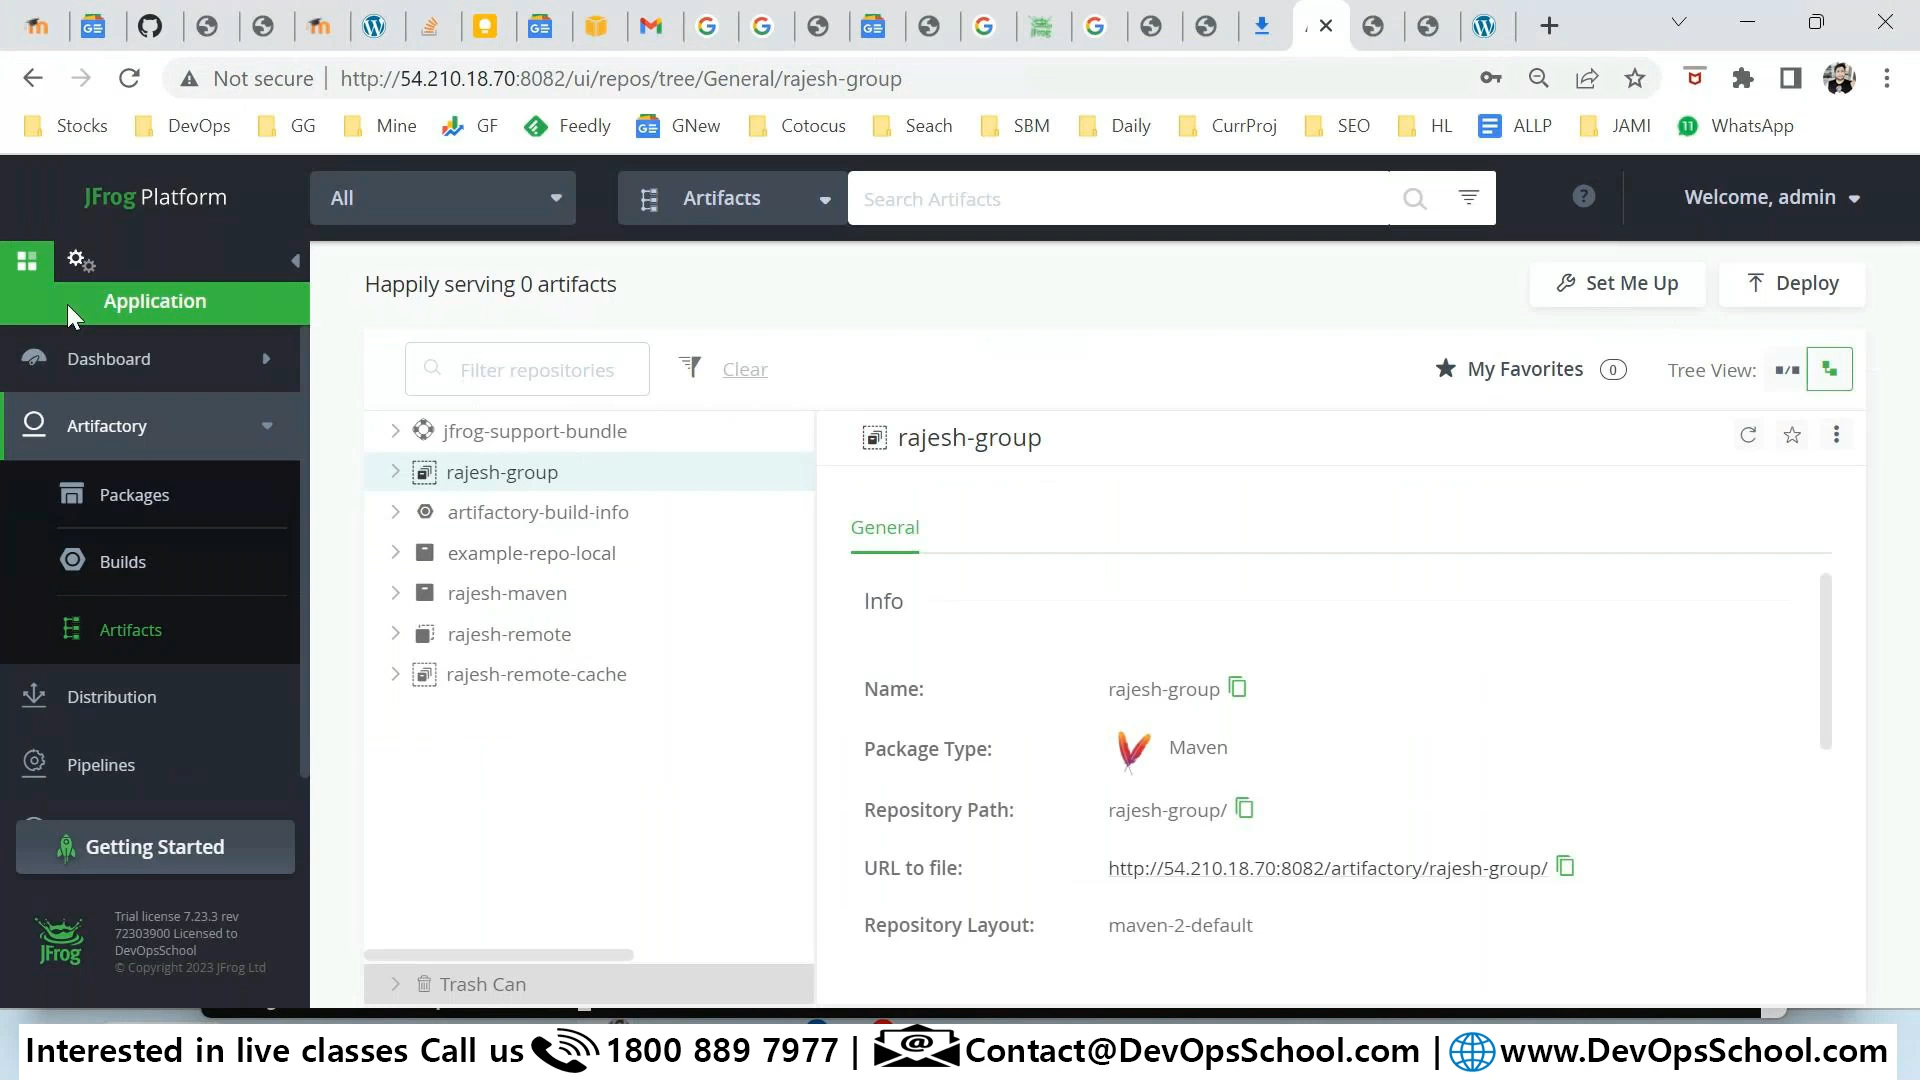 Not secure http://54.210.18.70:8082/ui/repos/tree/General/rajesh-group
Stocks DevOps GG Mine GF Feedly GNew Cotocus Seach SBM Daily CurrProj SEO HL ALLP JAMI 11 WhatsApp
JFrog Platform All Artifacts Search Artifacts ? Welcome, admin
Application
Happily serving 0 artifacts Set Me Up Deploy
Dashboard
Filter repositories Clear My Favorites 0 Tree View:
Artifactory
Packages
Builds
Artifacts
Distribution
Pipelines
Getting Started
JFrog
Trial license 7.23.3 rev
72303900 Licensed to
DevOpsSchool
© Copyright 2023 JFrog Ltd
jfrog-support-bundle
rajesh-group
artifactory-build-info
example-repo-local
rajesh-maven
rajesh-remote
rajesh-remote-cache
Trash Can
rajesh-group
General
Info
Name: rajesh-group
Package Type: Maven
Repository Path: rajesh-group/
URL to file: http://54.210.18.70:8082/artifactory/rajesh-group/
Repository Layout: maven-2-default
Interested in live classes Call us 1800 889 7977 | Contact@DevOpsSchool.com | www.DevOpsSchool.com